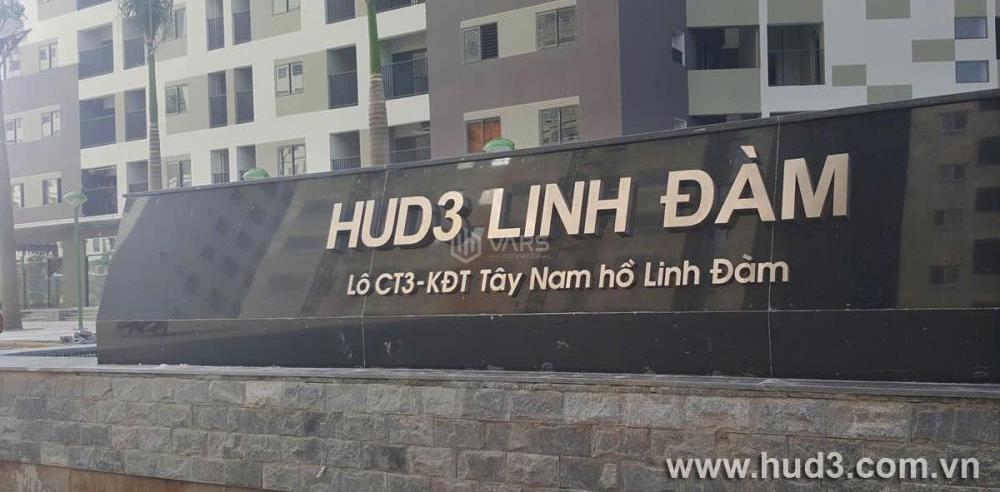 HUD3 LINH ĐÀM
VARS
Lô CT3-KĐT Tây Nam hồ Linh Đàm
www.hud3.com.vn